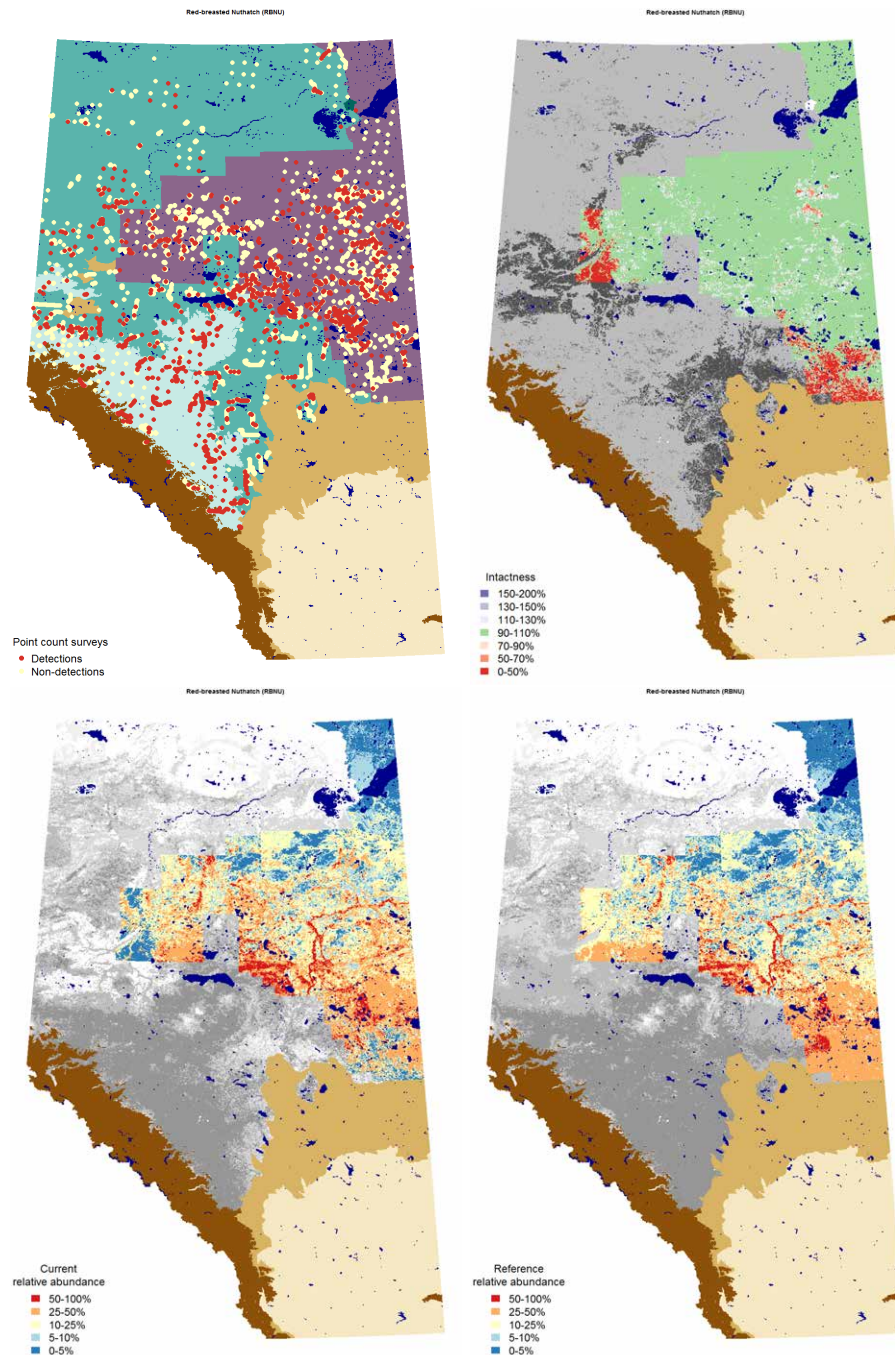 Red-breasted Nuthatch (RBNU)
Point count surveys
Detections
Non-detections
Red-breasted Nuthatch (RBNU)
Intactness
150-200%
130-150%
110-130%
90-110%
70-90%
50-70%
0-50%
Red-breasted Nuthatch (RBNU)
Current
relative abundance
50-100%
25-50%
10-25%
5-10%
0-5%
Red-breasted Nuthatch (RBNU)
Reference
relative abundance
50-100%
25-50%
10-25%
5-10%
0-5%